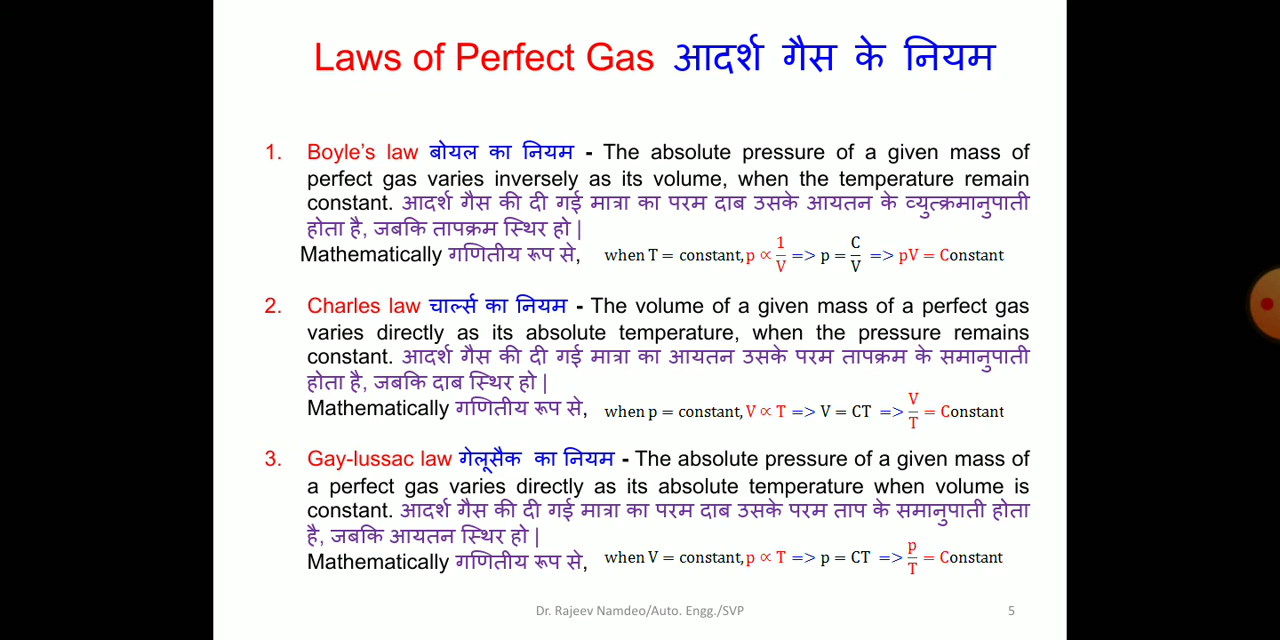 Laws of Perfect Gas आदर्श गैस के नियम
1. Boyle's law बोयल का नियम - The absolute pressure of a given mass of
perfect gas varies inversely as its volume, when the temperature remain
constant. आदर्श गैस की दी गई मात्रा का परम दाब उसके आयतन के व्युत्क्रमानुपाती
होता है, जबकि तापक्रम स्थिर हो |
Mathematically गणितीय रूप से, when T = constant, p ∝ 1/V => p = C/V => pV = Constant
2. Charles law चार्ल्स का नियम - The volume of a given mass of a perfect gas
varies directly as its absolute temperature, when the pressure remains
constant. आदर्श गैस की दी गई मात्रा का आयतन उसके परम तापक्रम के समानुपाती
होता है, जबकि दाब स्थिर हो |
Mathematically गणितीय रूप से, when p = constant, V ∝ T => V = CT => V/T = Constant
3. Gay-lussac law गेलूसैक का नियम - The absolute pressure of a given mass of
a perfect gas varies directly as its absolute temperature when volume is
constant. आदर्श गैस की दी गई मात्रा का परम दाब उसके परम ताप के समानुपाती होता
है, जबकि आयतन स्थिर हो |
Mathematically गणितीय रूप से, when V = constant, p ∝ T => p = CT => p/T = Constant
Dr. Rajeev Namdeo/Auto. Engg./SVP 5